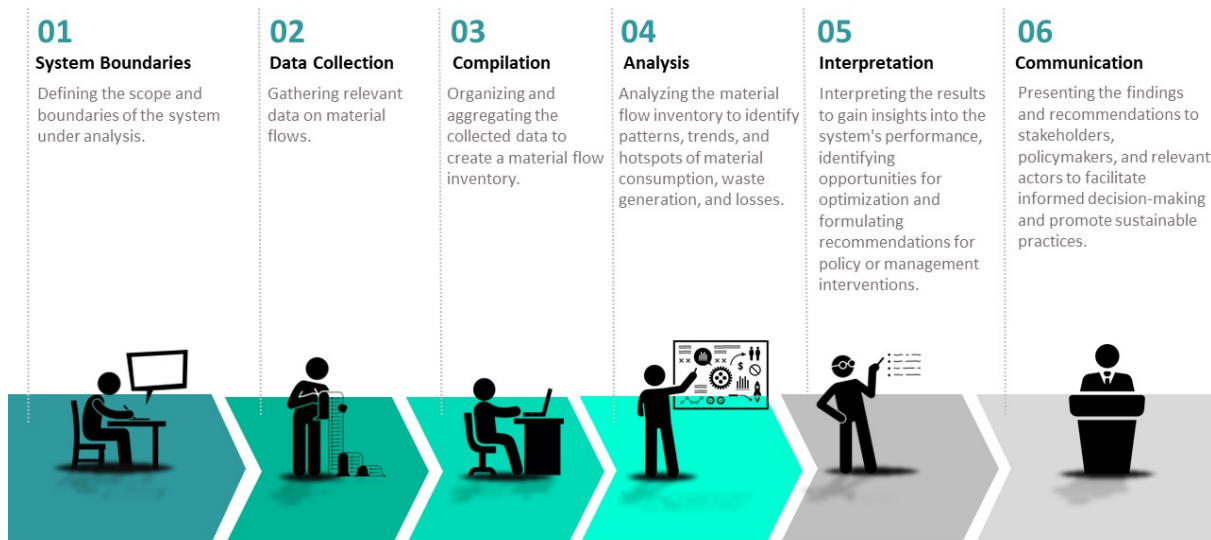 01
System Boundaries
Defining the scope and
boundaries of the system
under analysis.
02
Data Collection
Gathering relevant
data on material
flows.
03
Compilation
Organizing and
aggregating the
collected data to
create a material flow
inventory.
04
Analysis
Analyzing the material
flow inventory to identify
patterns, trends, and
hotspots of material
consumption, waste
generation, and losses.
05
Interpretation
Interpreting the results
to gain insights into the
system's performance,
identifying
opportunities for
optimization and
formulating
recommendations for
policy or management
interventions.
06
Communication
Presenting the findings
and recommendations to
stakeholders,
policymakers, and relevant
actors to facilitate
informed decision-making
and promote sustainable
practices.
$